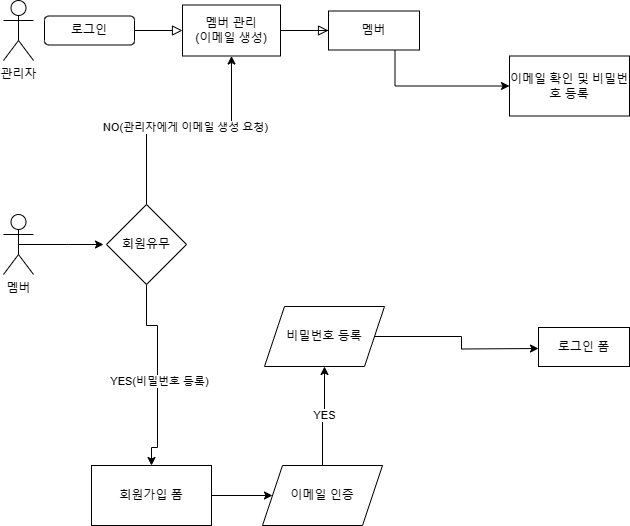 로그인
멤버 관리
(이메일 생성)
멤버
관리자
이메일 확인 및 비밀번
호 등록
NO(관리자에게 이메일 생성 요청)
회원유무
멤버
비밀번호 등록
로그인 폼
YES(비밀번호 등록)
YES
회원가입 폼
이메일 인증